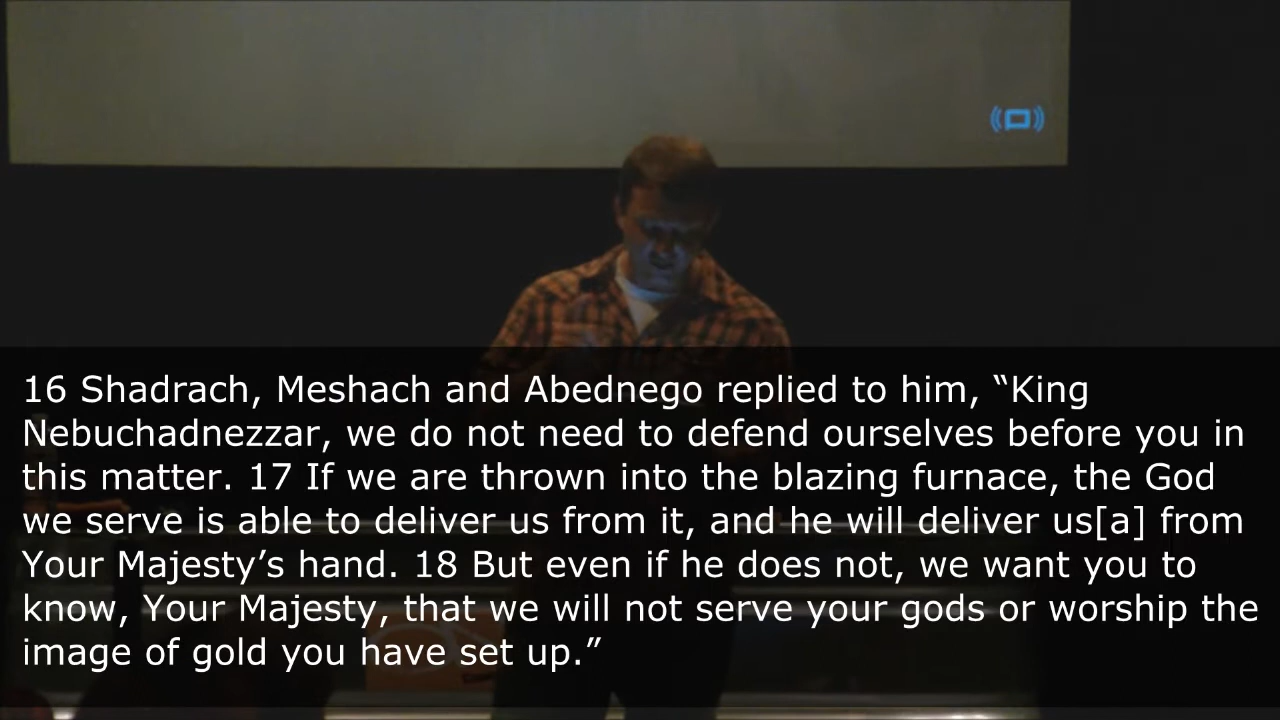 16 Shadrach, Meshach and Abednego replied to him, “King
Nebuchadnezzar, we do not need to defend ourselves before you in
this matter. 17 If we are thrown into the blazing furnace, the God
we serve is able to deliver us from it, and he will deliver us[a] from
Your Majesty’s hand. 18 But even if he does not, we want you to
know, Your Majesty, that we will not serve your gods or worship the
image of gold you have set up.”